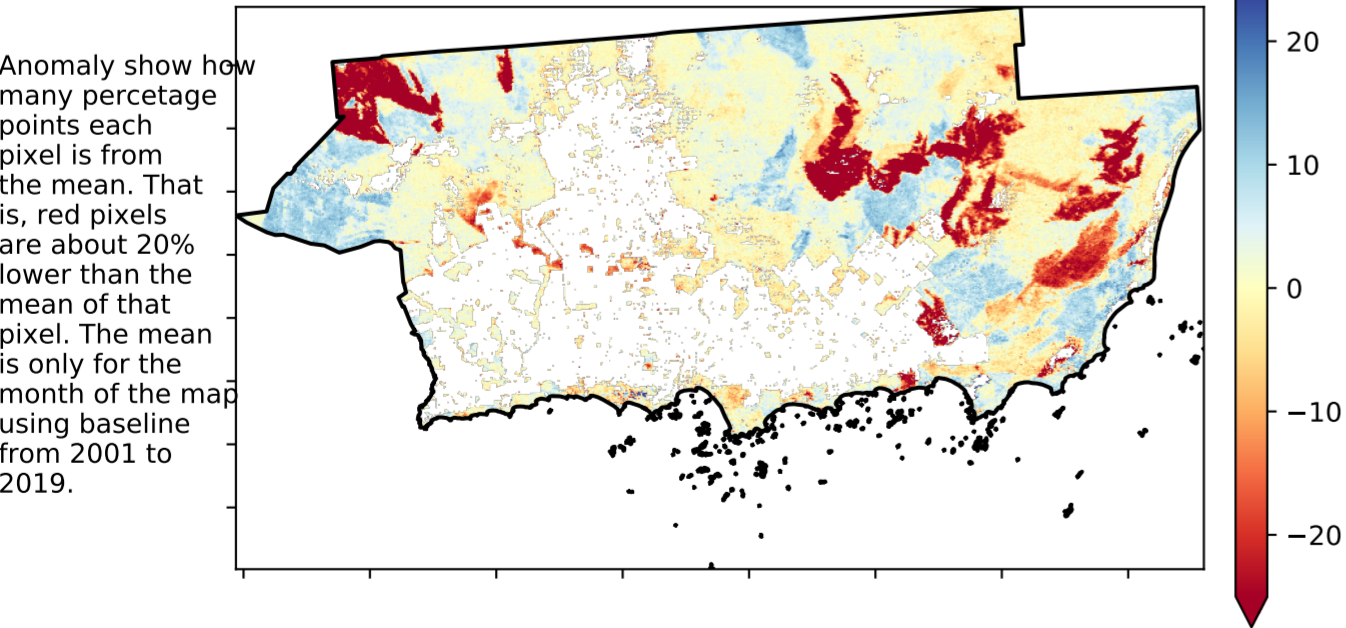 Anomaly show how
many percetage
points each
pixel is from
the mean. That
is, red pixels
are about 20%
lower than the
mean of that
pixel. The mean
is only for the
month of the map
using baseline
from 2001 to
2019.
20
10
0
−10
−20